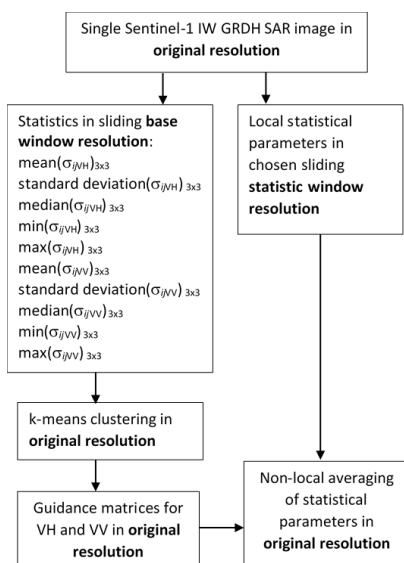 Single Sentinel-1 IW GRDH SAR image in
original resolution
Statistics in sliding base
window resolution:
mean(σijVH)3x3
standard deviation(σijVH) 3x3
median(σijVH) 3x3
min(σijVH) 3x3
max(σijVH) 3x3
mean(σijVV)3x3
standard deviation(σijVV) 3x3
median(σijVV) 3x3
min(σijVV) 3x3
max(σijVV) 3x3
Local statistical
parameters in
chosen sliding
statistic window
resolution
k-means clustering in
original resolution
Guidance matrices for
VH and VV in original
resolution
Non-local averaging
of statistical
parameters in
original resolution